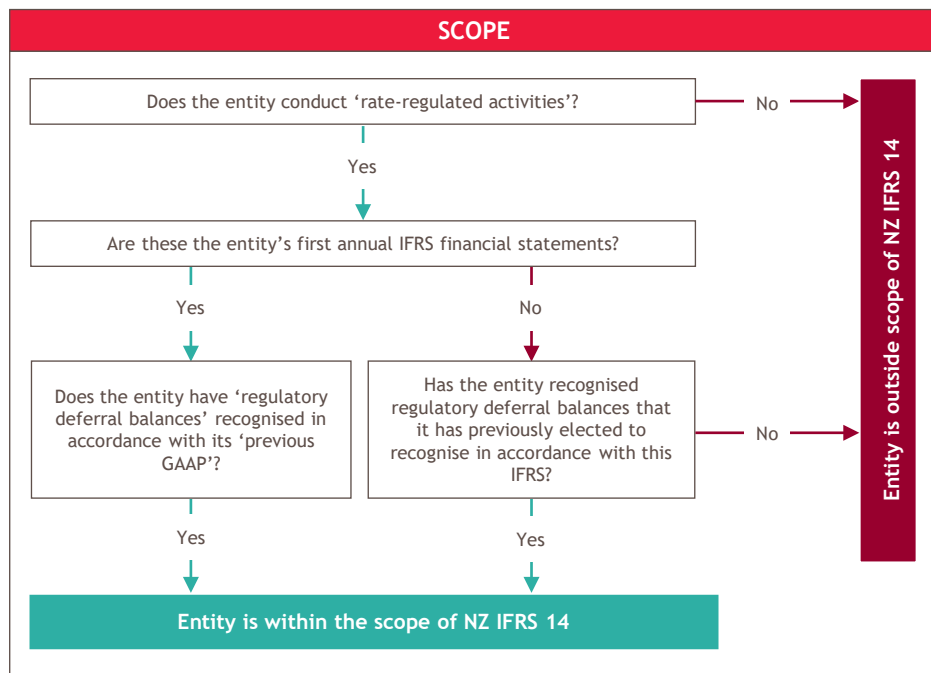 SCOPE
Does the entity conduct ‘rate-regulated activities’?
No
Yes
Are these the entity’s first annual IFRS financial statements?
Yes
No
Does the entity have ‘regulatory
deferral balances’ recognised in
accordance with its ‘previous
GAAP’?
Has the entity recognised
regulatory deferral balances that
it has previously elected to
recognise in accordance with this
IFRS?
No
Yes
Yes
Entity is within the scope of NZ IFRS 14
Entity is outside scope of NZ IFRS 14